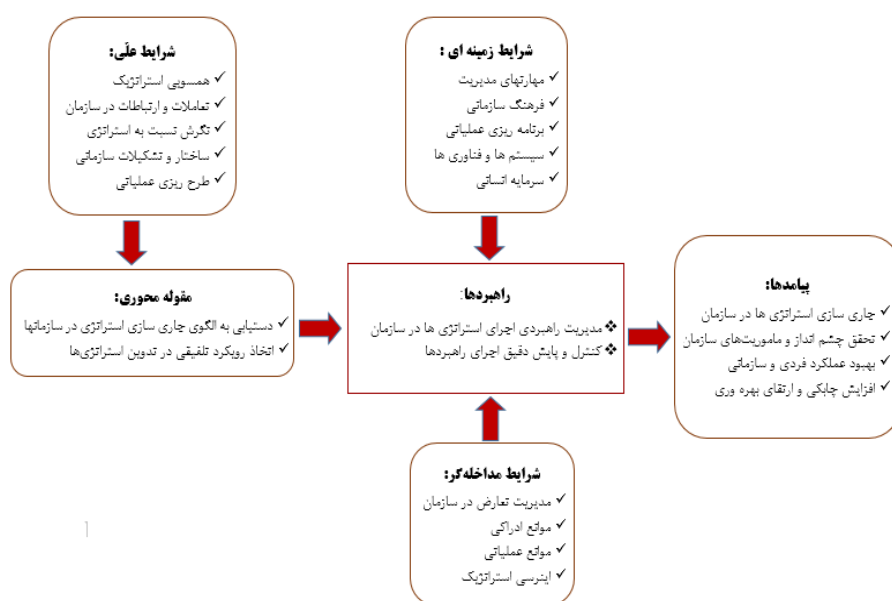 شرایط علّی:
همسویی استراتژیک
تعاملات و ارتباطات در سازمان
نگرش نسبت به استراتژی
ساختار و تشکیلات سازمانی
طرح ریزی عملیاتی
شرایط زمینه ای :
مهارتهای مدیریت
فرهنگ سازمانی
برنامه ریزی عملیاتی
سیستم ها و فناوری ها
سرمایه انسانی
مقوله محوری:
دستیابی به الگوی جاری سازی استراتژی در سازمانها
اتخاذ رویکرد تلفیقی در تدوین استراتژی‌ها
راهبردها:
مدیریت راهبردی اجرای استراتژی ها در سازمان
کنترل و پایش دقیق اجرای راهبردها
پیامدها:
جاری سازی استراتژی ها در سازمان
تحقق چشم انداز و ماموریت‌های سازمان
بهبود عملکرد فردی و سازمانی
افزایش چابکی و ارتقای بهره وری
شرایط مداخله‌گر:
مدیریت تعارض در سازمان
موانع ادراکی
موانع عملیاتی
اینرسی استراتژیک